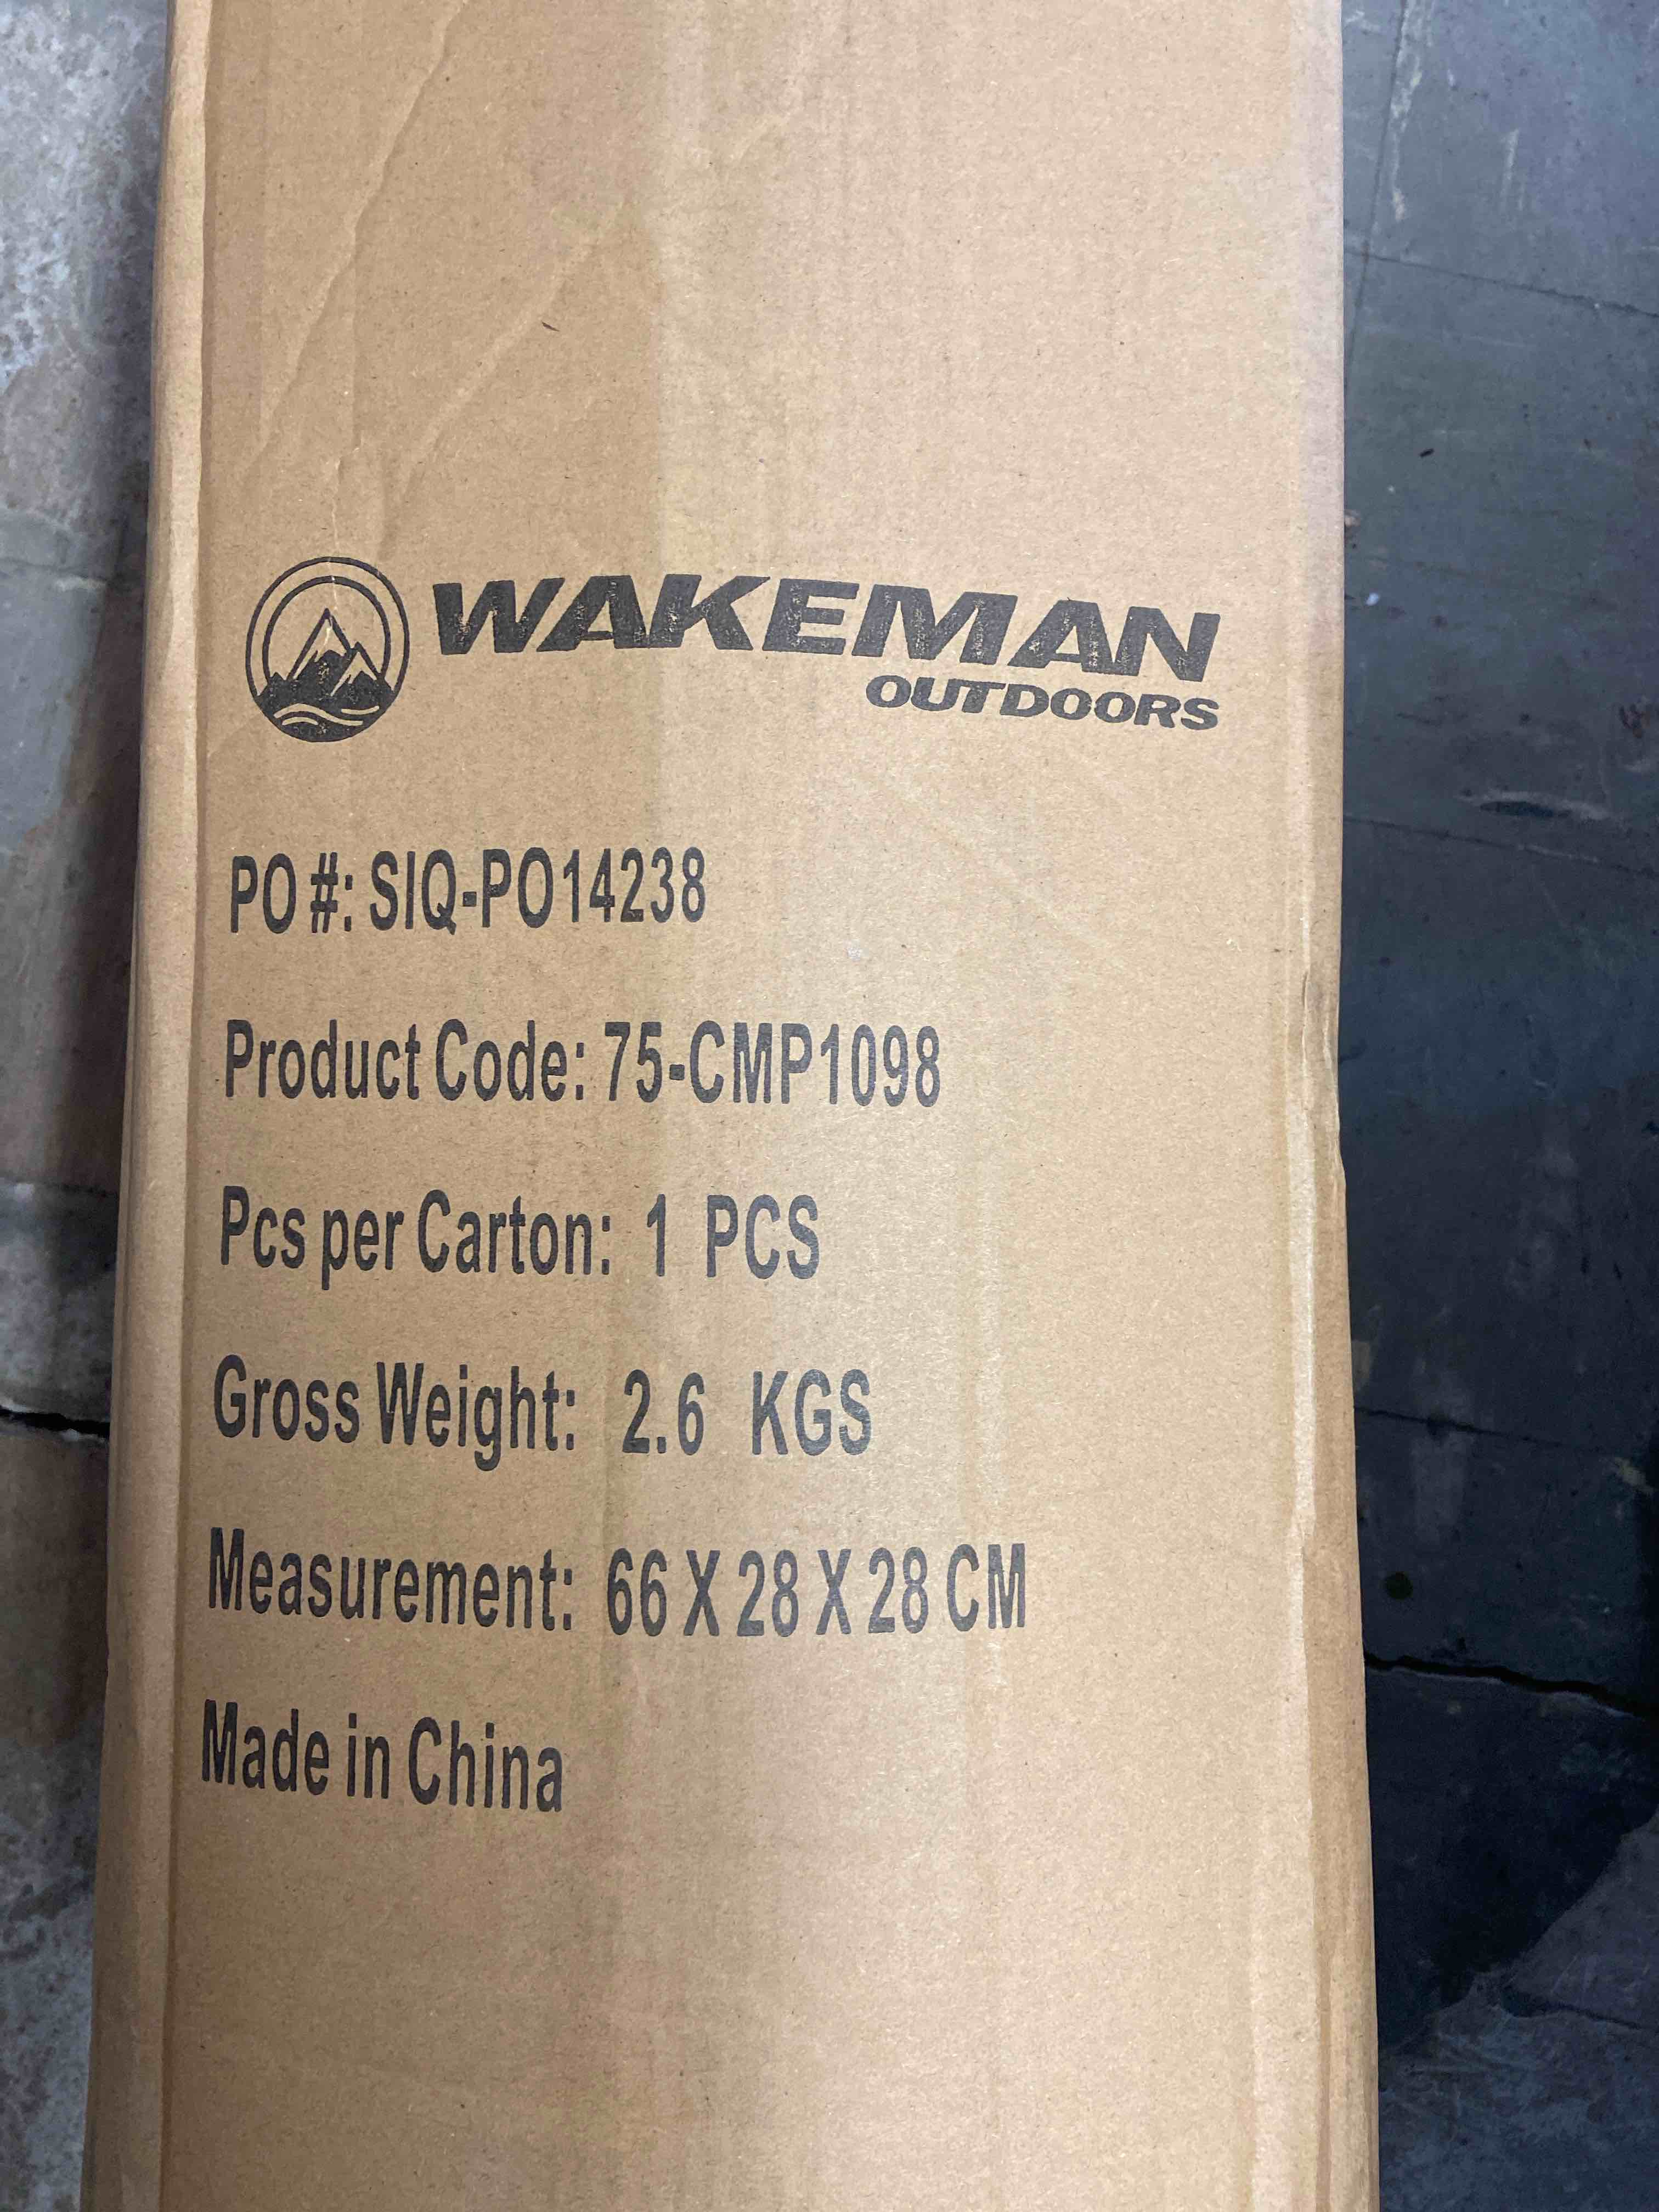 WAKEMAN
OUTDOORS
PO #: SIQ-PO14238
Product Code: 75-CMP1098
Pcs per Carton: 1 PCS
Gross Weight: 2.6 KGS
Measurement: 66 X 28 X 28 CM
Made in China